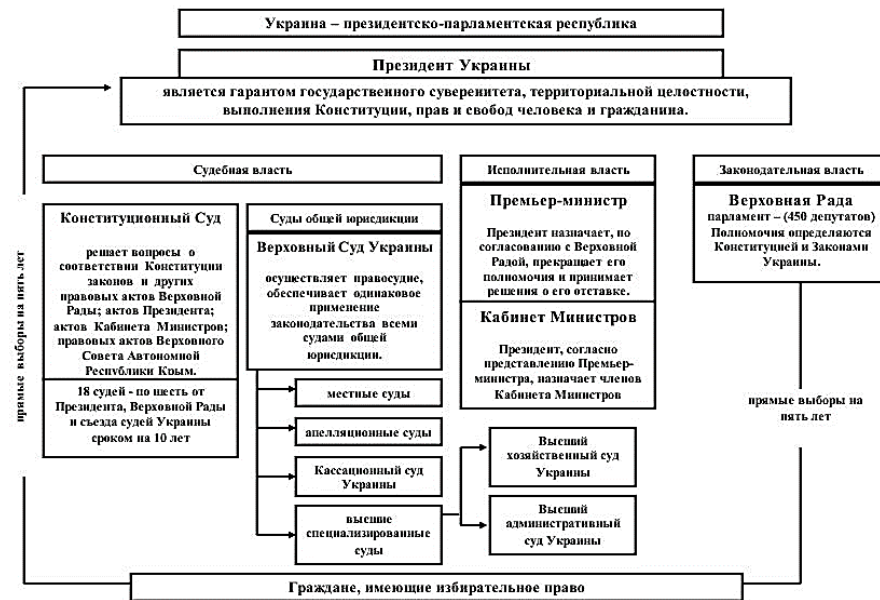 Украина – президентско-парламентская республика
Президент Украины
является гарантом государственного суверенитета, территориальной целостности,
выполнения Конституции, прав и свобод человека и гражданина.
прямые выборы на пять лет
Судебная власть
Конституционный Суд
решает вопросы о
соответствии Конституции
законов и других
правовых актов Верховной
Рады; актов Президента;
актов Кабинета Министров;
правовых актов Верховного
Совета Автономной
Республики Крым.
18 судей - по шесть от
Президента, Верховной Рады
и съезда судей Украины
сроком на 10 лет
Суды общей юрисдикции
Верховный Суд Украины
осуществляет правосудие,
обеспечивает одинаковое
применение
законодательства всеми
судами общей
юрисдикции.
местные суды
апелляционные суды
Кассационный суд
Украины
высшие
специализированные
суды
Высший
хозяйственный суд
Украины
Высший
административный
суд Украины
Исполнительная власть
Премьер-министр
Президент назначает, по
согласованию с Верховной
Радой, прекращает его
полномочия и принимает
решения о его отставке.
Кабинет Министров
Президент, согласно
представлению Премьер-
министра, назначает членов
Кабинета Министров
Законодательная власть
Верховная Рада
парламент – (450 депутатов)
Полномочия определяются
Конституцией и Законами
Украины.
прямые выборы на
пять лет
Граждане, имеющие избирательное право